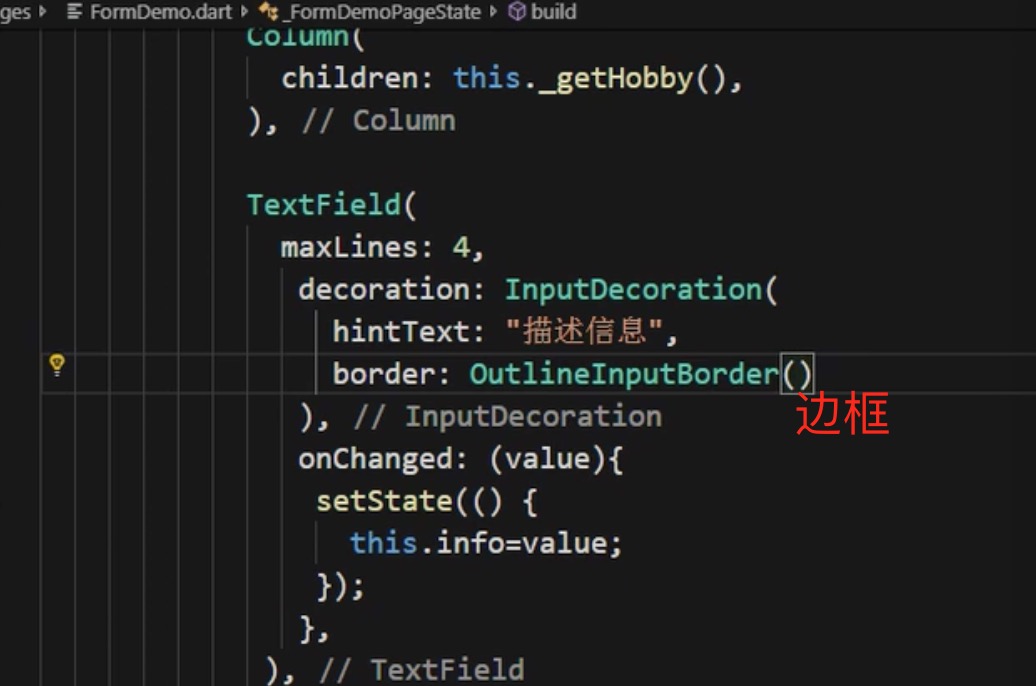 ges FormDemo.dart _FormDemoPageState build
Column(
children: this._getHobby(),
), // Column
TextField(
maxLines: 4,
decoration: InputDecoration(
hintText: "描述信息",
border: OutlineInputBorder()
边框
), // InputDecoration
onChanged: (value){
setState(() {
this.info=value;
});
},
), // TextField